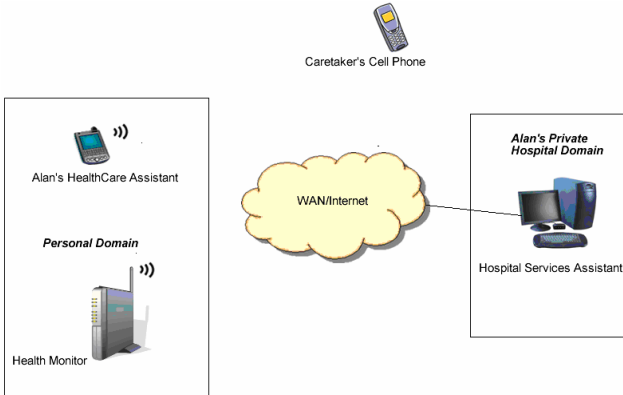 Caretaker's Cell Phone
Alan's HealthCare Assistant
Personal Domain
Health Monitor
WAN/Internet
Alan's Private
Hospital Domain
Hospital Services Assistant